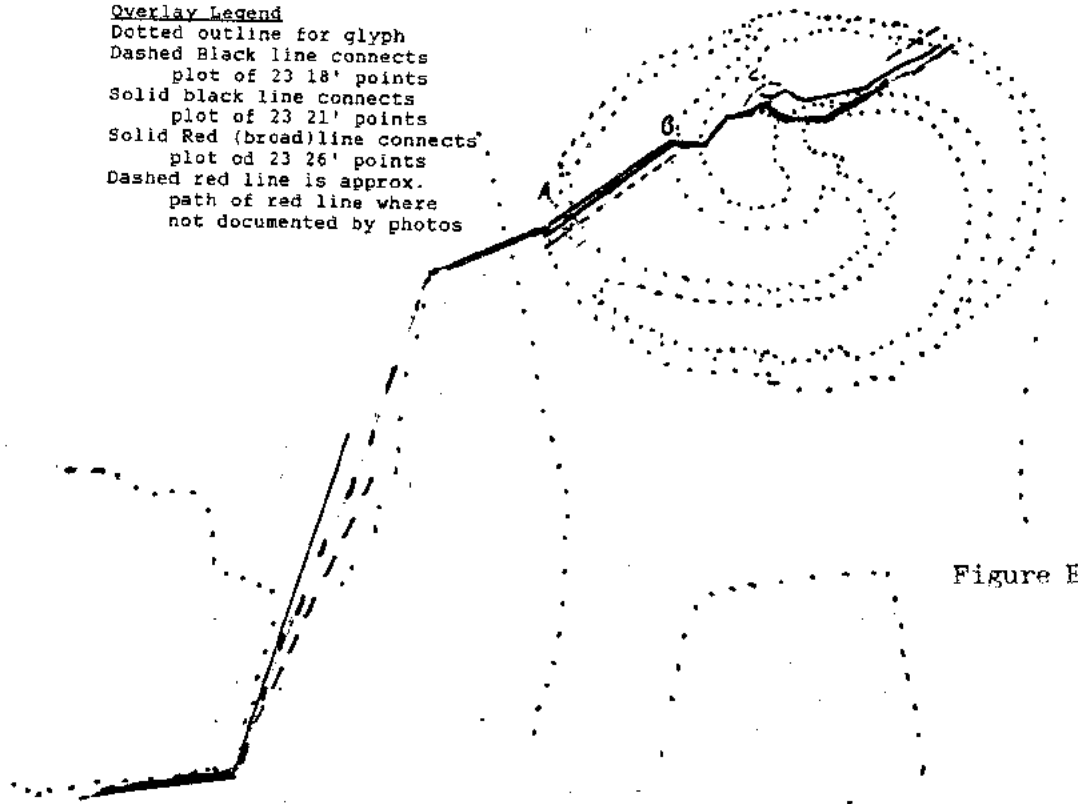 Overlay Legend
Dotted outline for glyph
Dashed Black line connects
plot of 23 18' points
Solid black line connects
plot of 23 21' points
Solid Red (broad)line connects
plot od 23 26' points
Dashed red line is approx.
path of red line where
not documented by photos
B
A
Figure E